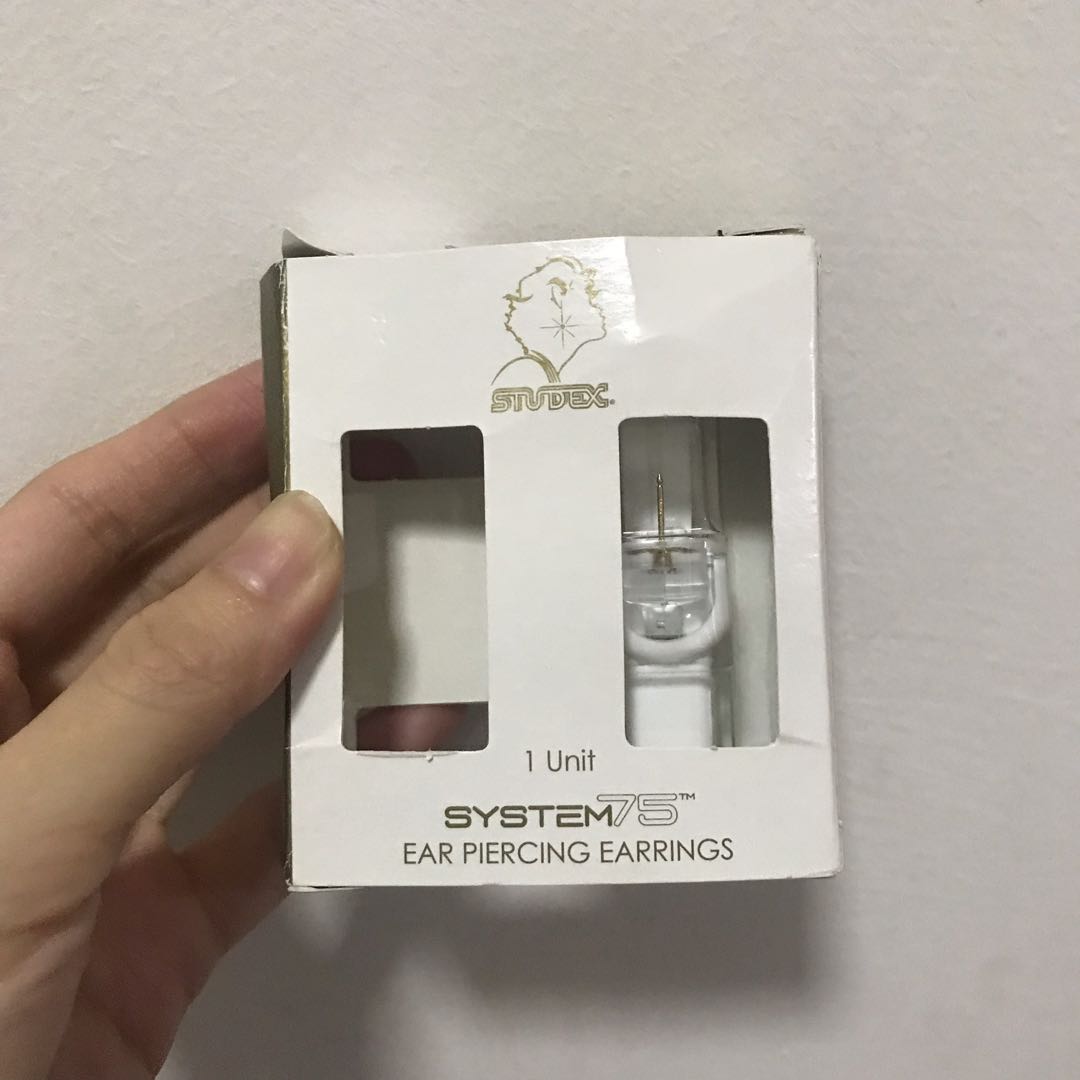 STUDEX®
1 Unit
SYSTEM75™
EAR PIERCING EARRINGS